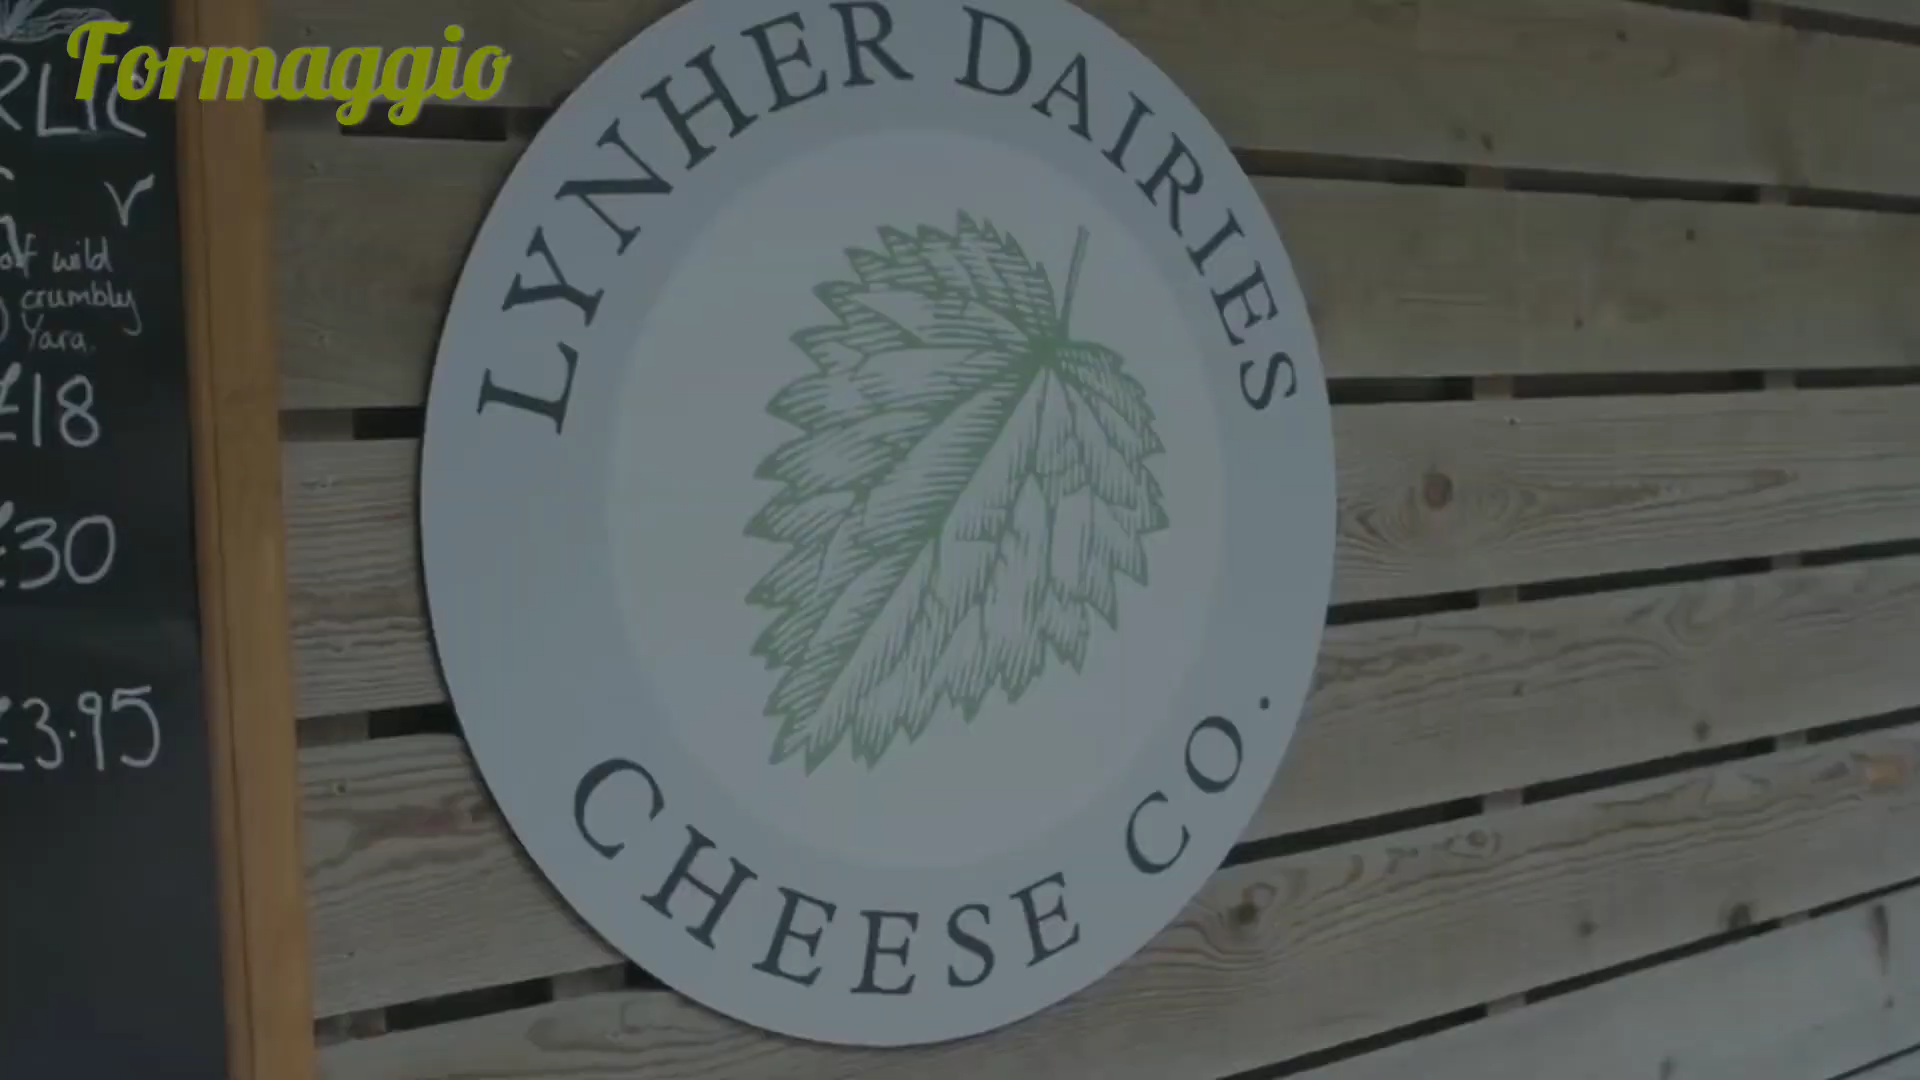 Formaggio
LYNHER DAIRIES
CHEESE CO.
wild
crumbly
Yara.
£18
£30
£3.95